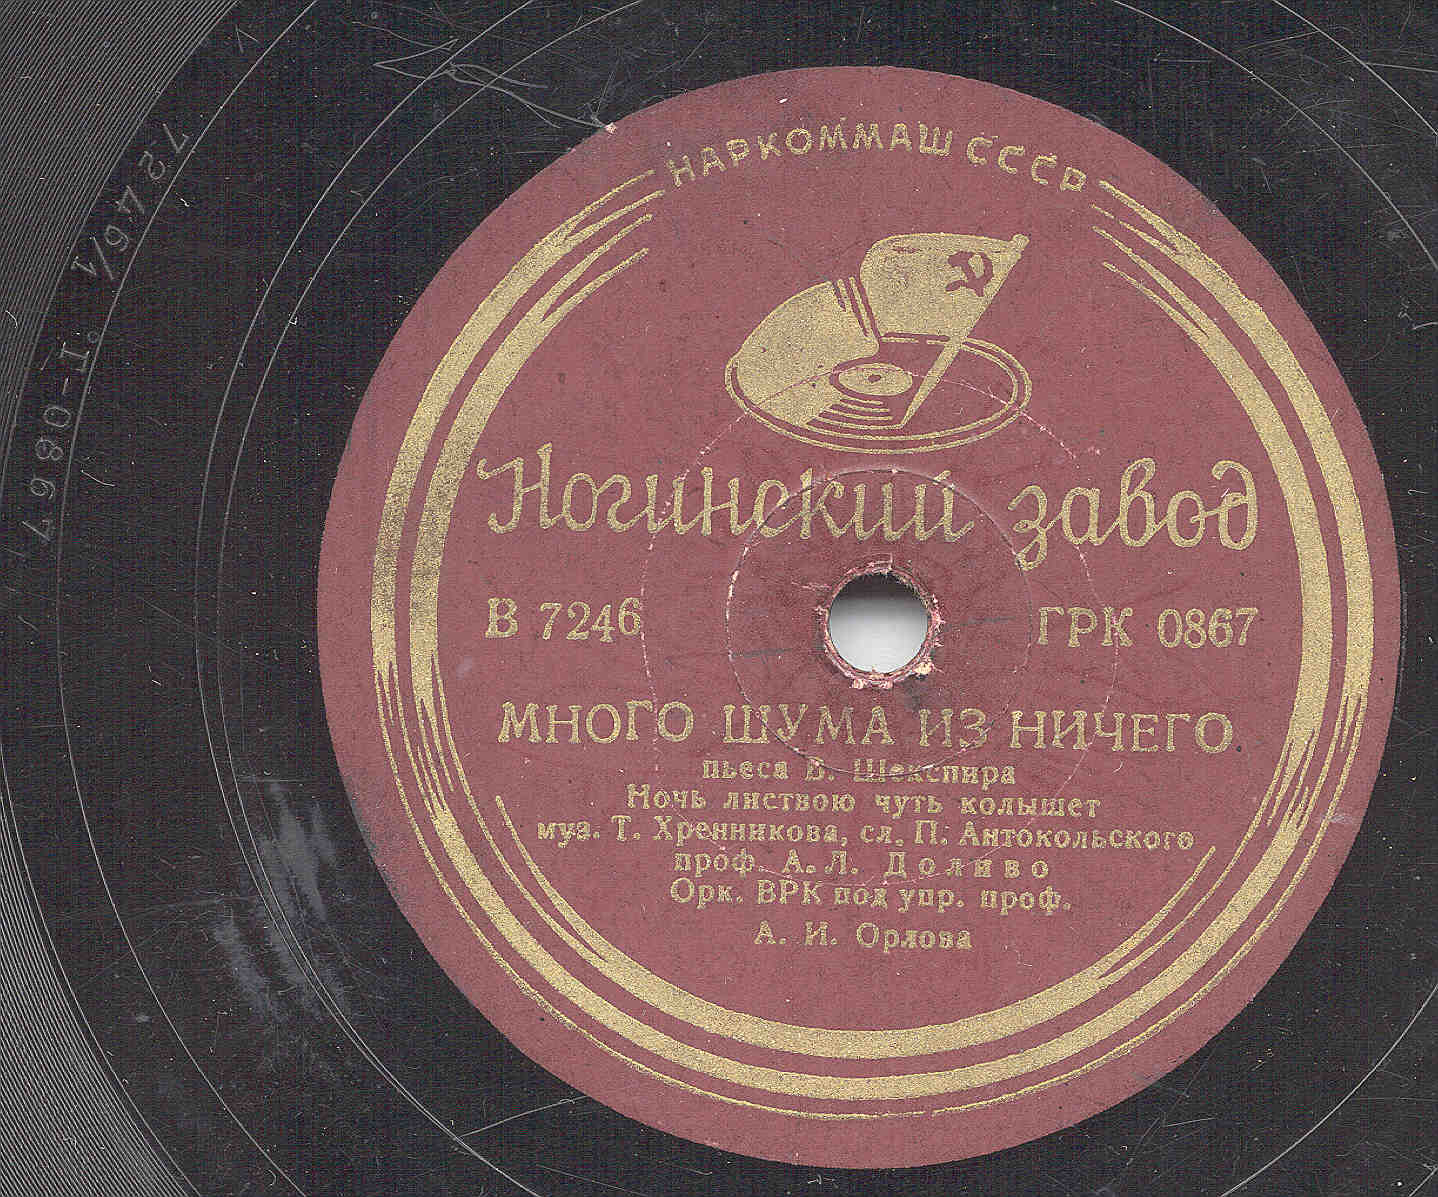 НАРКОММАШ СССР
Ногинский завод
В 7246 ГРК 0867
МНОГО ШУМА ИЗ НИЧЕГО
пьеса В. Шекспира
Ночь листвою чуть колышет
муз. Т. Хренникова, сл. П. Антокольского
проф. А. Л. Доливо
Орк. ВРК под упр. проф.
А. И. Орлова
7246/1 Г-0867